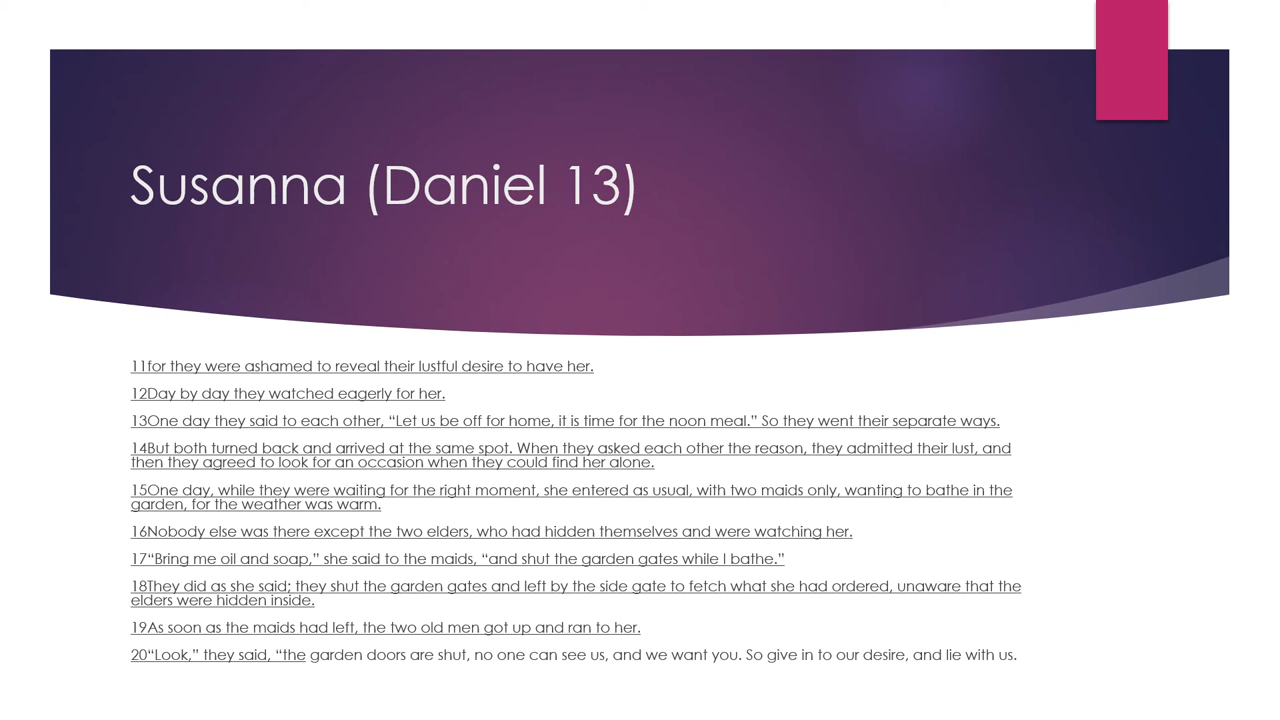 Susanna (Daniel 13)
11for they were ashamed to reveal their lustful desire to have her.
12Day by day they watched eagerly for her.
13One day they said to each other, “Let us be off for home, it is time for the noon meal.” So they went their separate ways.
14But both turned back and arrived at the same spot. When they asked each other the reason, they admitted their lust, and
then they agreed to look for an occasion when they could find her alone.
15One day, while they were waiting for the right moment, she entered as usual, with two maids only, wanting to bathe in the
garden, for the weather was warm.
16Nobody else was there except the two elders, who had hidden themselves and were watching her.
17“Bring me oil and soap,” she said to the maids, “and shut the garden gates while I bathe.”
18They did as she said; they shut the garden gates and left by the side gate to fetch what she had ordered, unaware that the
elders were hidden inside.
19As soon as the maids had left, the two old men got up and ran to her.
20“Look,” they said, “the garden doors are shut, no one can see us, and we want you. So give in to our desire, and lie with us.